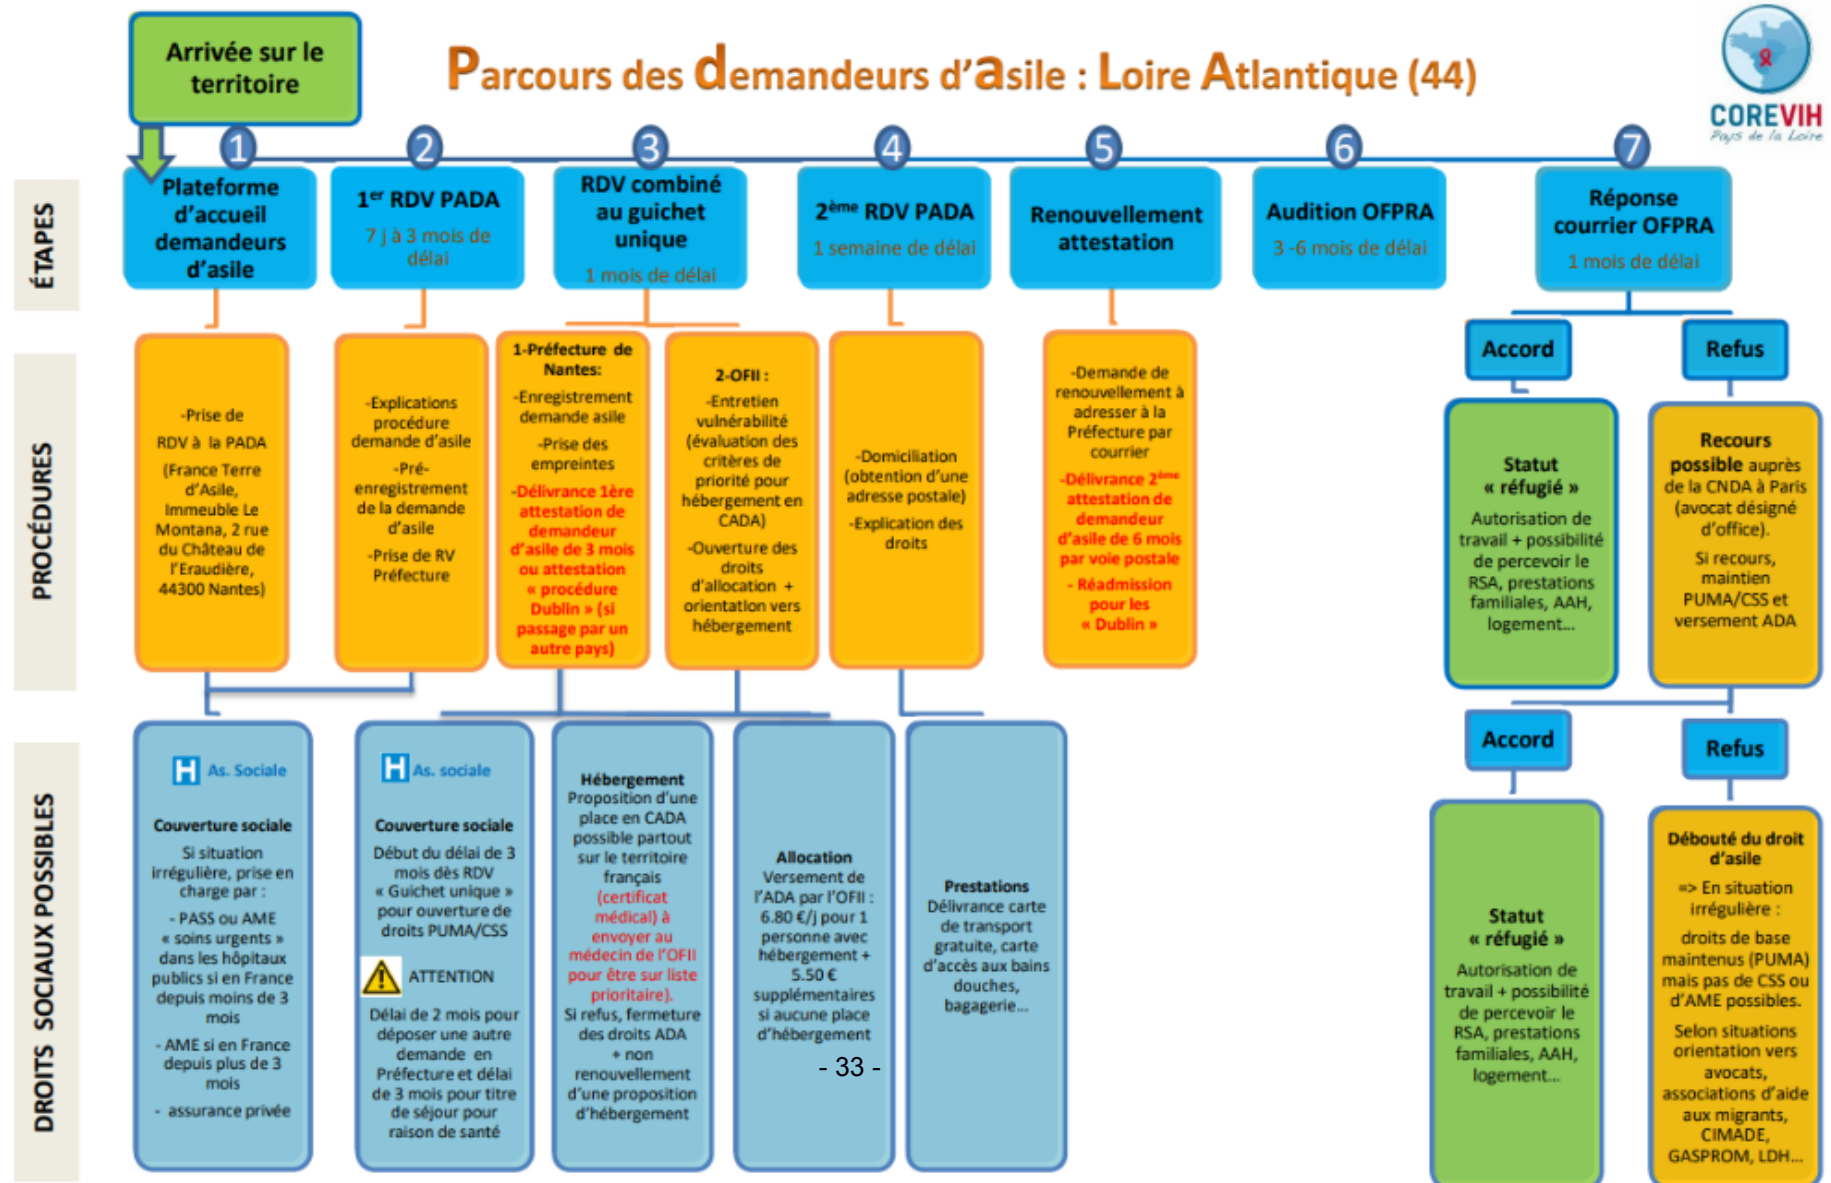 Arrivée sur le
territoire
Parcours des demandeurs d'asile : Loire Atlantique (44)
COREVIH
Pays de la Loire
ÉTAPES
1
Plateforme
d'accueil
demandeurs
d'asile
2
1er RDV PADA
7 j à 3 mois de
délai
3
RDV combiné
au guichet
unique
1 mois de délai
4
2ème RDV PADA
1 semaine de délai
5
Renouvellement
attestation
6
Audition OFPRA
3 -6 mois de délai
7
Réponse
courrier OFPRA
1 mois de délai
PROCÉDURES
-Prise de
RDV à la PADA
(France Terre
d'Asile,
Immeuble Le
Montana, 2 rue
du Château de
l'Eraudière,
44300 Nantes)
-Explications
procédure
demande d'asile
-Pré-
enregistrement
de la demande
d'asile
-Prise de RV
Préfecture
1-Préfecture de
Nantes:
-Enregistrement
demande asile
-Prise des
empreintes
-Délivrance 1ère
attestation de
demandeur
d'asile de 3 mois
ou attestation
« procédure
Dublin » (si
passage par un
autre pays)
2-OFII :
-Entretien
vulnérabilité
(évaluation des
critères de
priorité pour
hébergement en
CADA)
-Ouverture des
droits
d'allocation +
orientation vers
hébergement
-Domiciliation
(obtention d'une
adresse postale)
-Explication des
droits
-Demande de
renouvellement à
adresser à la
Préfecture par
courrier
-Délivrance 2ème
attestation de
demandeur
d'asile de 6 mois
par voie postale
- Réadmission
pour les
« Dublin »
Accord
Statut
« réfugié »
Autorisation de
travail + possibilité
de percevoir le
RSA, prestations
familiales, AAH,
logement...
Refus
Recours
possible auprès
de la CNDA à Paris
(avocat désigné
d'office).
Si recours,
maintien
PUMA/CSS et
versement ADA
DROITS SOCIAUX POSSIBLES
H As. Sociale
Couverture sociale
Si situation
irrégulière, prise en
charge par :
- PASS ou AME
« soins urgents »
dans les hôpitaux
publics si en France
depuis moins de 3
mois
- AME si en France
depuis plus de 3
mois
- assurance privée
H As. sociale
Couverture sociale
Début du délai de 3
mois dès RDV
« Guichet unique »
pour ouverture de
droits PUMA/CSS
ATTENTION
Délai de 2 mois pour
déposer une autre
demande en
Préfecture et délai
de 3 mois pour titre
de séjour pour
raison de santé
Hébergement
Proposition d'une
place en CADA
possible partout
sur le territoire
français
(certificat
médical) à
envoyer au
médecin de l'OFII
pour être sur liste
prioritaire).
Si refus, fermeture
des droits ADA
+ non
renouvellement
d'une proposition
d'hébergement
Allocation
Versement de
l'ADA par l'OFII :
6.80 €/j pour 1
personne avec
hébergement +
5.50 €
supplémentaires
si aucune place
d'hébergement
Prestations
Délivrance carte
de transport
gratuite, carte
d'accès aux bains
douches,
bagagerie...
Accord
Statut
« réfugié »
Autorisation de
travail + possibilité
de percevoir le
RSA, prestations
familiales, AAH,
logement...
Refus
Débouté du droit
d'asile
=> En situation
irrégulière :
droits de base
maintenus (PUMA)
mais pas de CSS ou
d'AME possibles.
Selon situations
orientation vers
avocats,
associations d'aide
aux migrants,
CIMADE,
GASPROM, LDH...
- 33 -